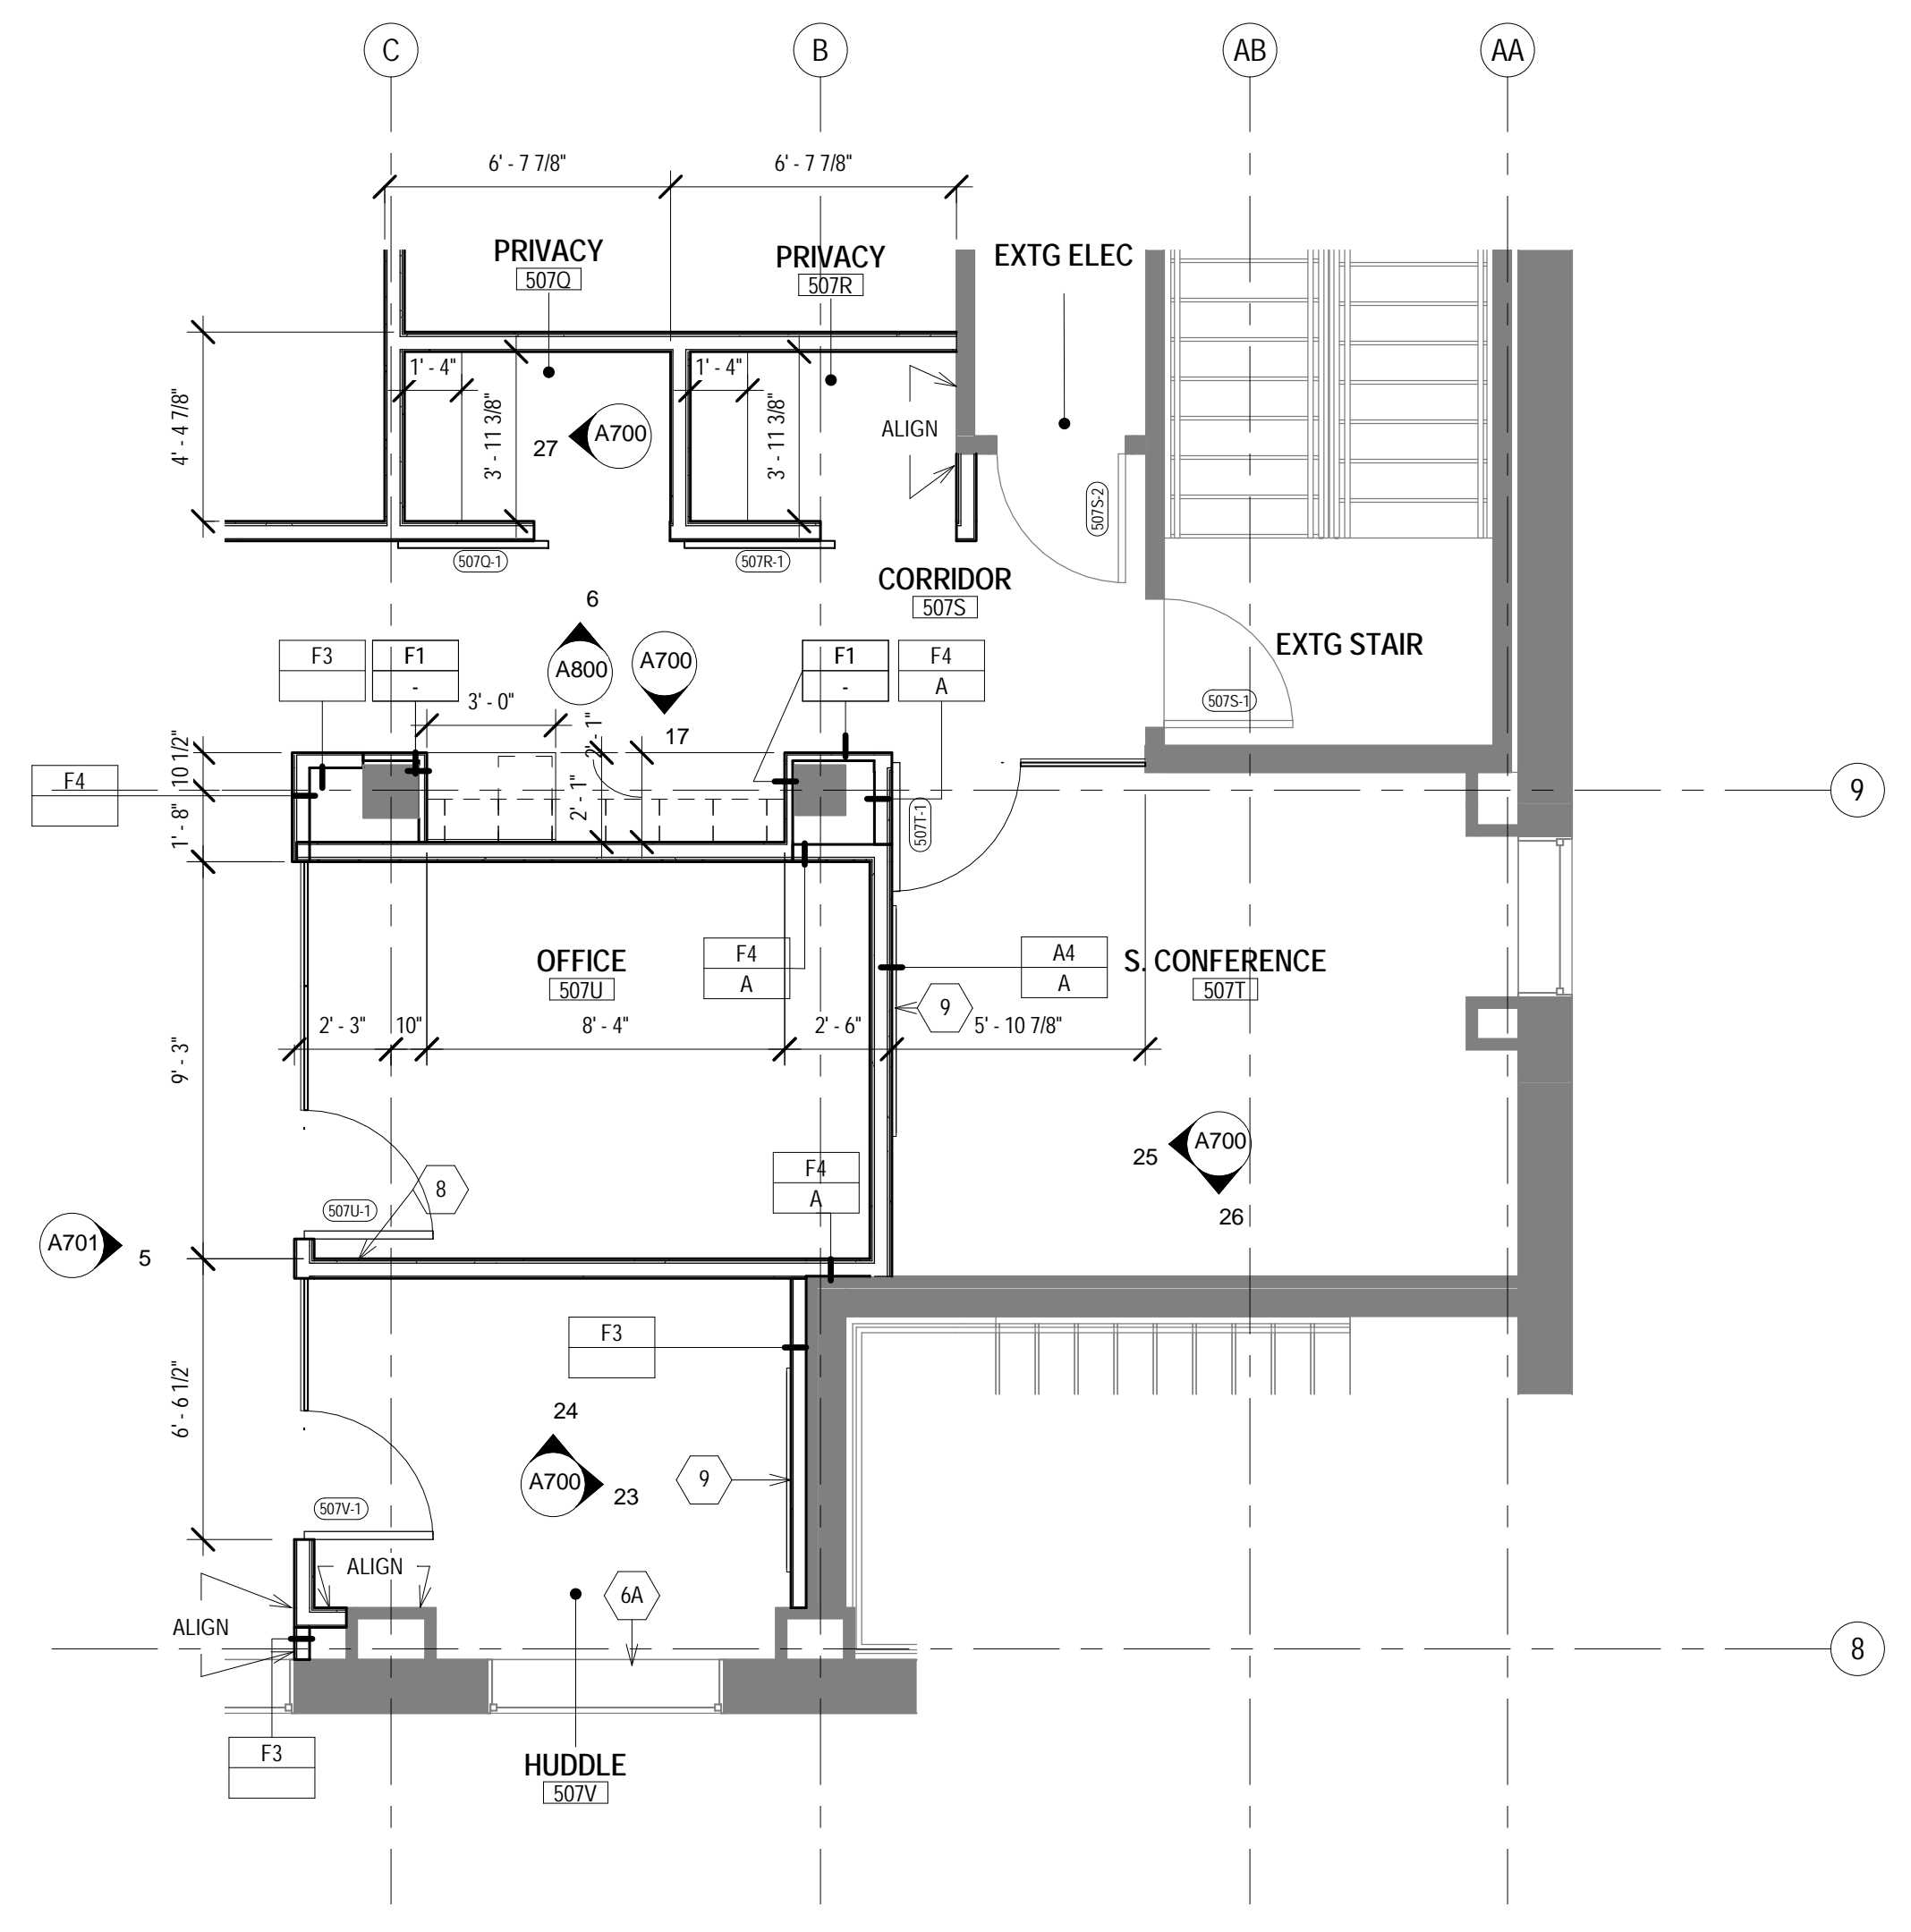 C
B
AB
AA
6' - 7 7/8"
6' - 7 7/8"
PRIVACY
507Q
PRIVACY
507R
EXTG ELEC
4' - 4 7/8"
1' - 4"
3' - 11 3/8"
27
A700
1' - 4"
3' - 11 3/8"
ALIGN
507S-2
507Q-1
507R-1
CORRIDOR
507S
6
A800
A700
17
F3
F1
-
F1
-
F4
A
EXTG STAIR
507S-1
3' - 0"
2' - 1"
2' - 1"
10 1/2"
1' - 8"
F4
507T-1
9
OFFICE
507U
F4
A
A4
A
S. CONFERENCE
507T
9
2' - 3"
10"
8' - 4"
2' - 6"
5' - 10 7/8"
9' - 3"
25
A700
26
F4
A
8
507U-1
A701
5
F3
6' - 6 1/2"
24
A700
23
9
507V-1
ALIGN
6A
ALIGN
8
F3
HUDDLE
507V